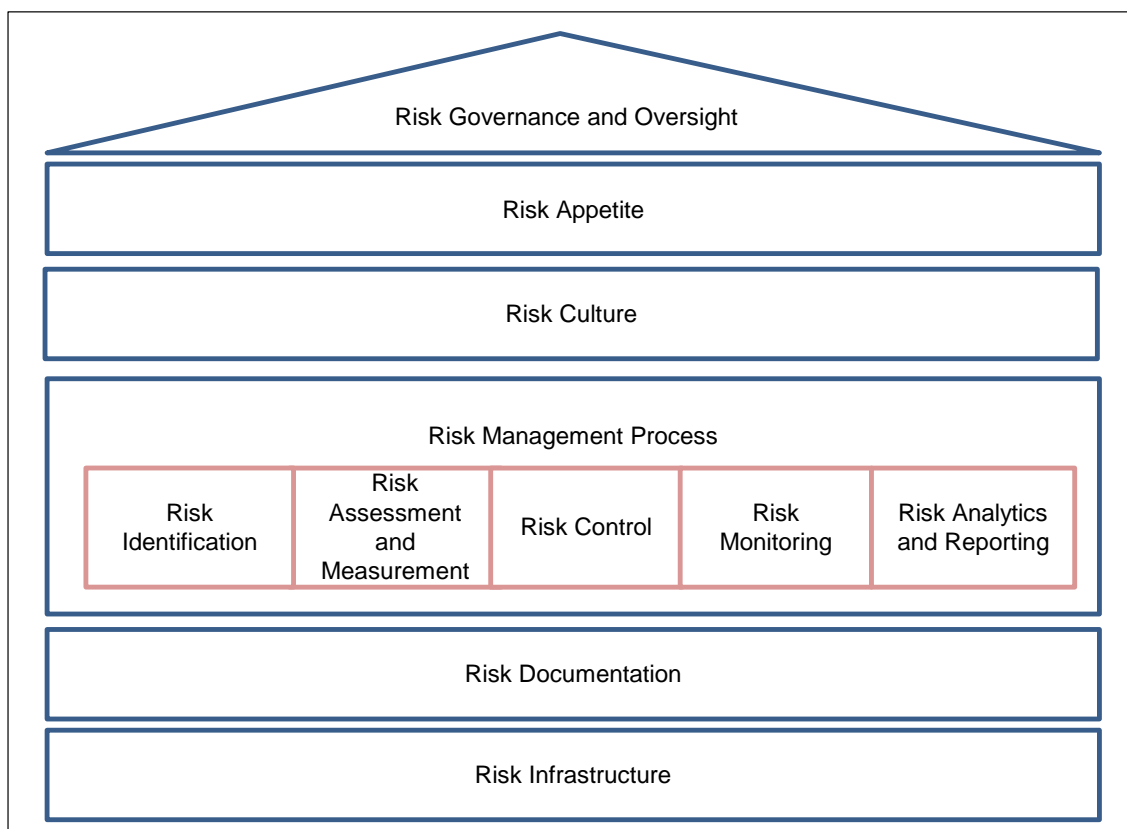 Risk Governance and Oversight
Risk Appetite
Risk Culture
Risk Management Process
Risk
Identification
Risk
Assessment
and
Measurement
Risk Control
Risk
Monitoring
Risk Analytics
and Reporting
Risk Documentation
Risk Infrastructure